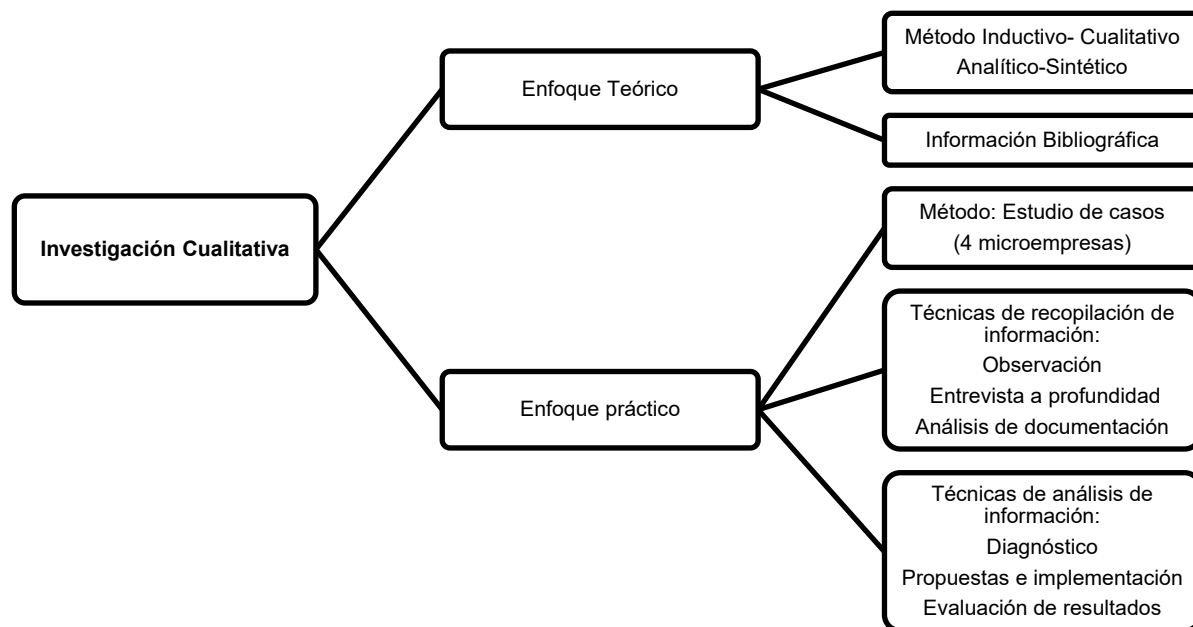 Investigación Cualitativa
Enfoque Teórico
Método Inductivo- Cualitativo
Analítico-Sintético
Información Bibliográfica
Enfoque práctico
Método: Estudio de casos
(4 microempresas)
Técnicas de recopilación de
información:
Observación
Entrevista a profundidad
Análisis de documentación
Técnicas de análisis de
información:
Diagnóstico
Propuestas e implementación
Evaluación de resultados